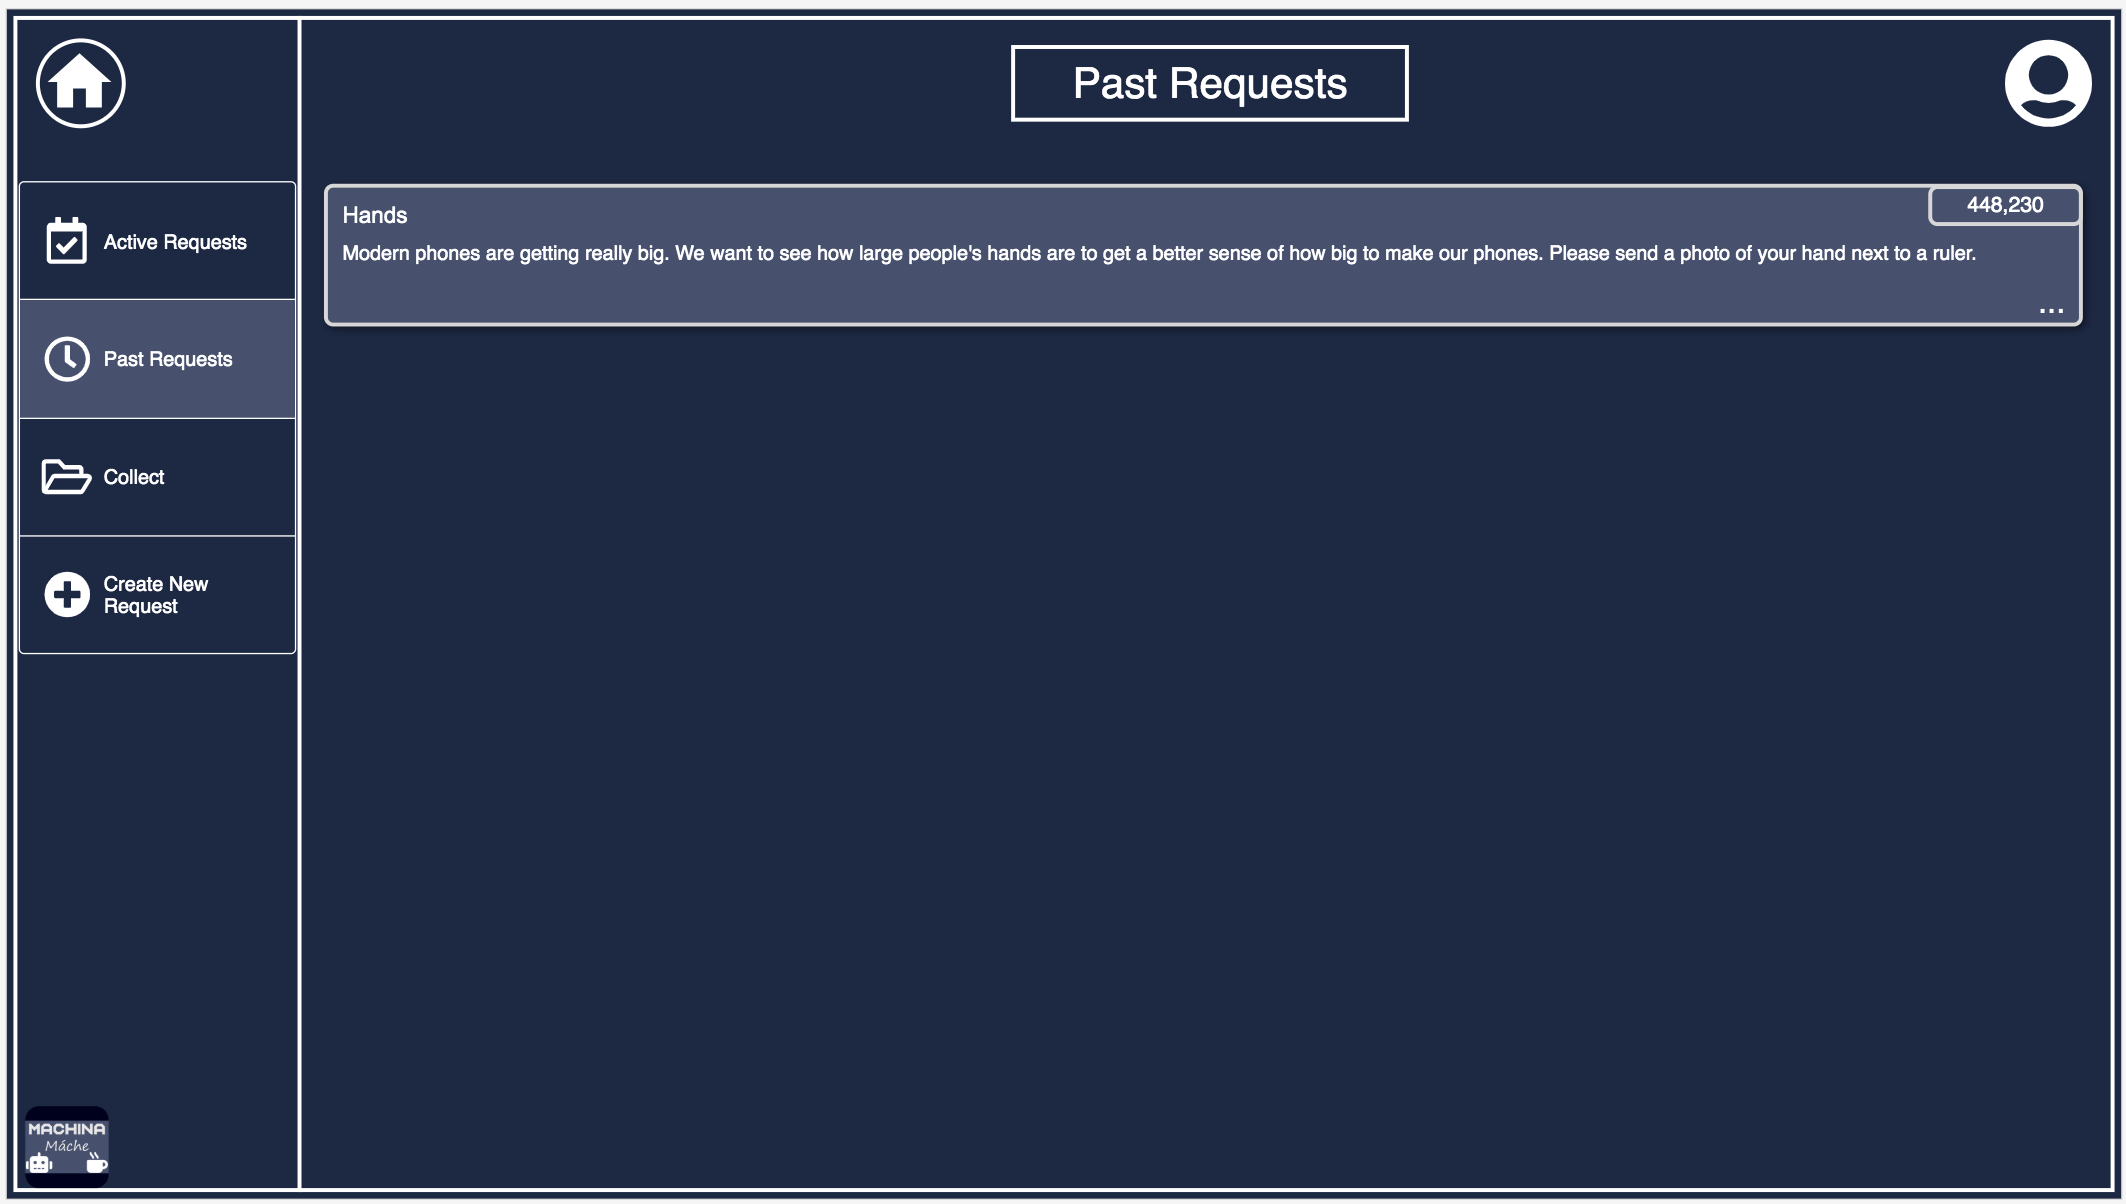 Past Requests
Active Requests
Past Requests
Collect
Create New
Request
Hands
448,230
Modern phones are getting really big. We want to see how large people's hands are to get a better sense of how big to make our phones. Please send a photo of your hand next to a ruler.
...
MACHINA
Máche